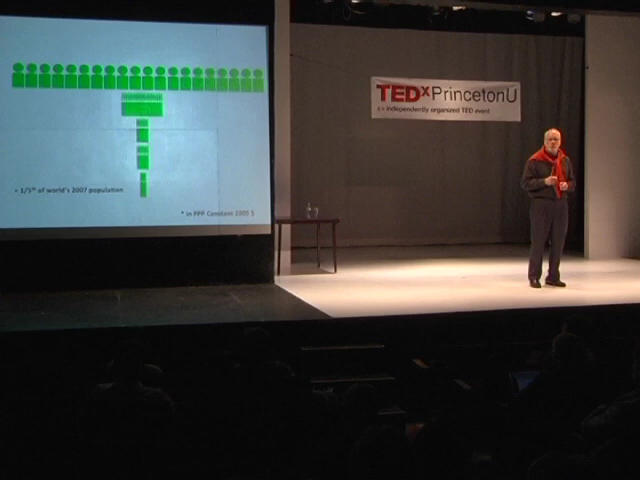 TEDxPrincetonU
x = independently organized TED event
= 1/5th of world's 2007 population
* in PPP Constant 2005 $